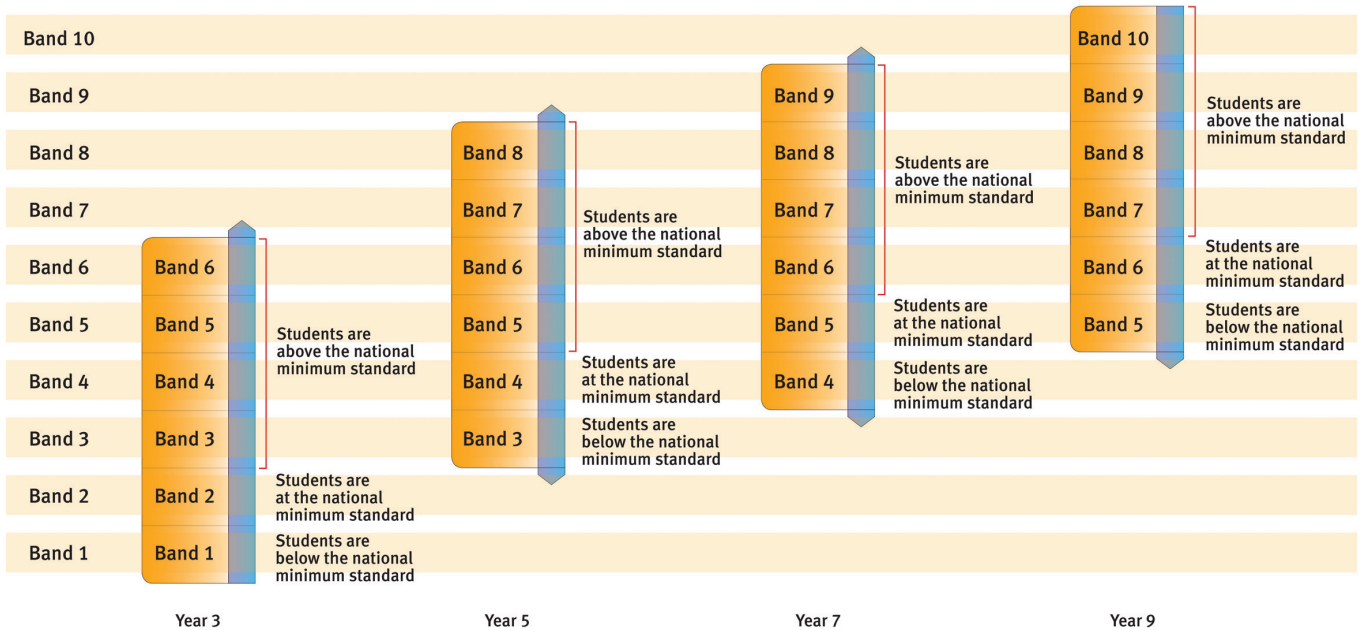 Band 10
Band 9
Band 8
Band 7
Band 6
Band 5
Band 4
Band 3
Band 2
Band 1
Band 6
Band 5
Band 4
Band 3
Band 2
Band 1
Students are
above the national
minimum standard
Students are
at the national
minimum standard
Students are
below the national
minimum standard
Year 3
Band 8
Band 7
Band 6
Band 5
Band 4
Band 3
Students are
above the national
minimum standard
Students are
at the national
minimum standard
Students are
below the national
minimum standard
Year 5
Band 9
Band 8
Band 7
Band 6
Band 5
Band 4
Students are
above the national
minimum standard
Students are
at the national
minimum standard
Students are
below the national
minimum standard
Year 7
Band 10
Band 9
Band 8
Band 7
Band 6
Band 5
Students are
above the national
minimum standard
Students are
at the national
minimum standard
Students are
below the national
minimum standard
Year 9